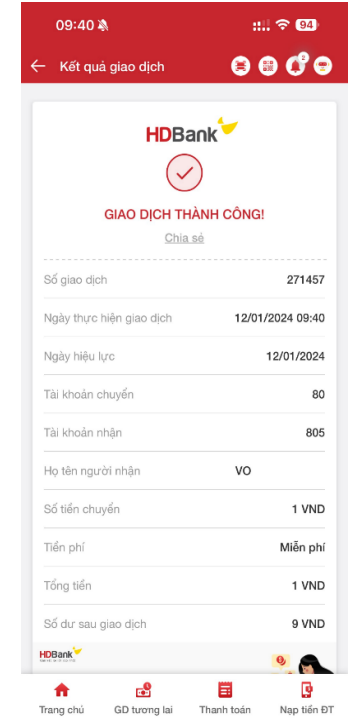 09:40 94
Kết quả giao dịch 2
HDBank
GIAO DỊCH THÀNH CÔNG!
Chia sẻ
Số giao dịch 271457
Ngày thực hiện giao dịch 12/01/2024 09:40
Ngày hiệu lực 12/01/2024
Tài khoản chuyển 80
Tài khoản nhận 805
Họ tên người nhận VO
Số tiền chuyển 1 VND
Tiền phí Miễn phí
Tổng tiền 1 VND
Số dư sau giao dịch 9 VND
HDBank
Trang chủ GD tương lai Thanh toán Nạp tiền ĐT